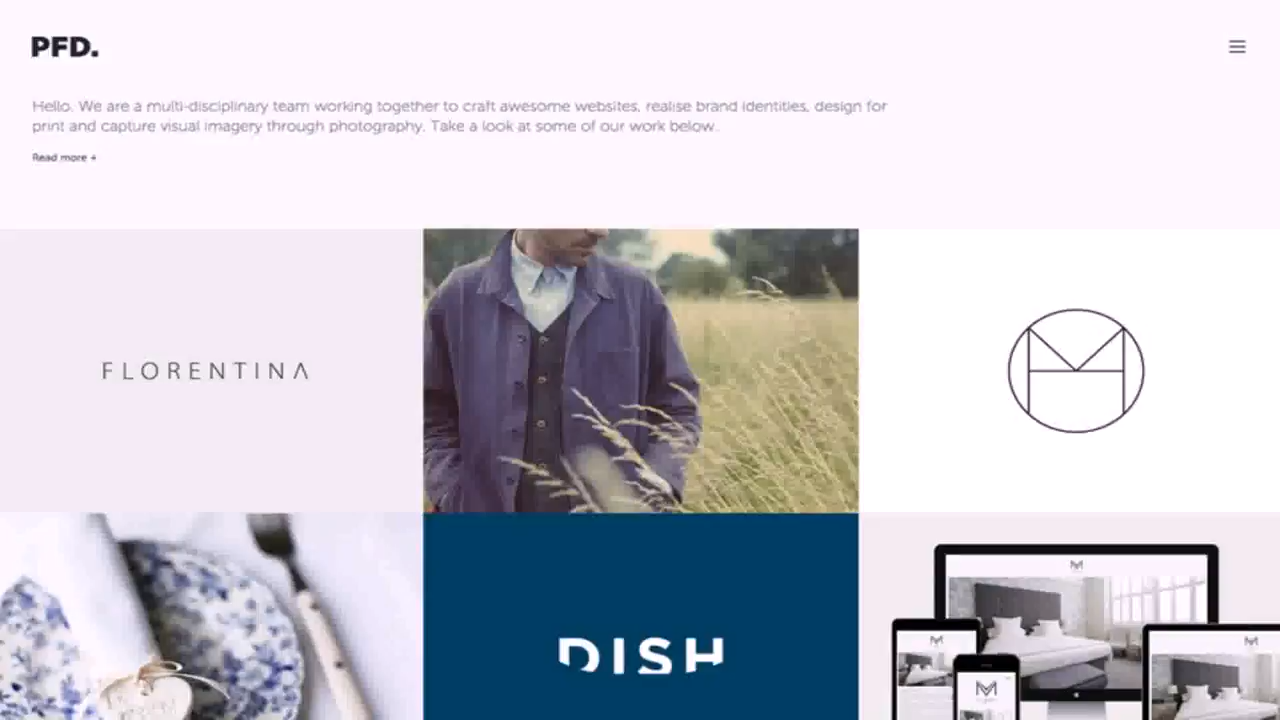 PFD.
Hello. We are a multi-disciplinary team working together to craft awesome websites, realise brand identities, design for
print and capture visual imagery through photography. Take a look at some of our work below.
Read more +
FLORENTINA
DISH